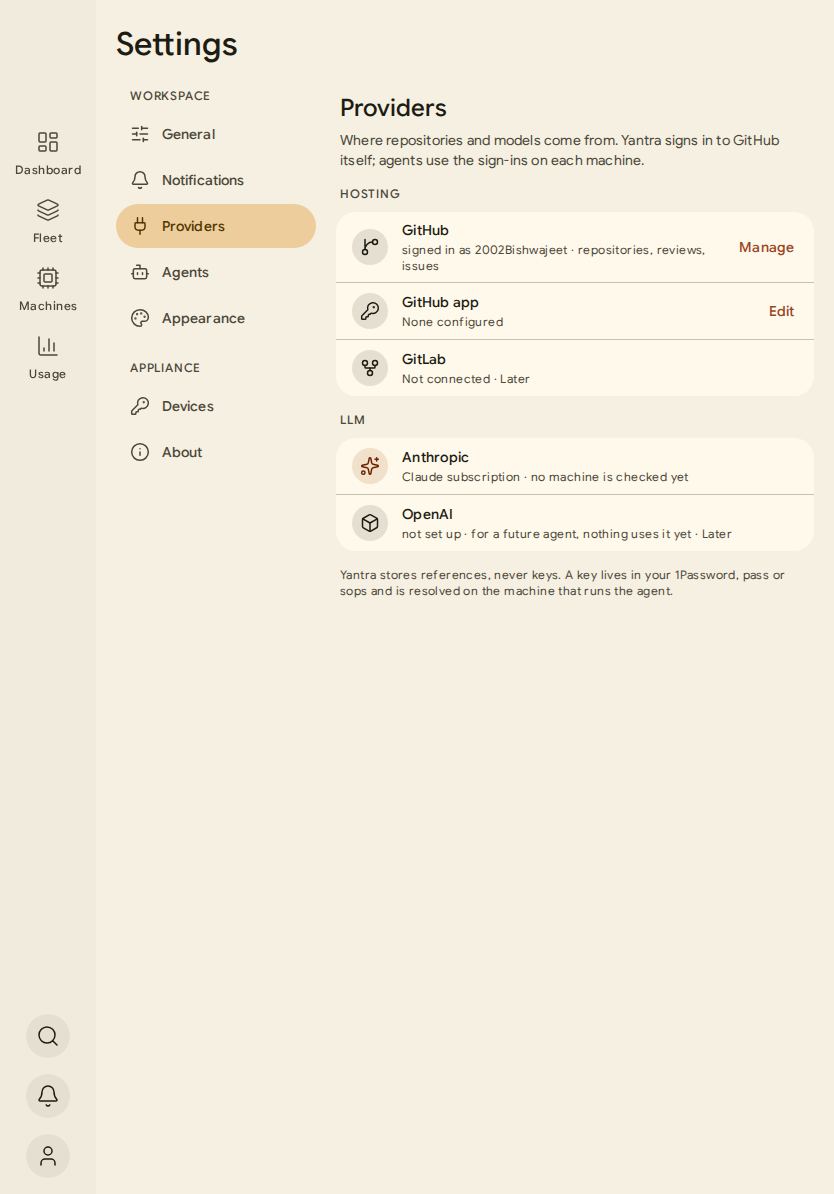 Settings
Dashboard
Fleet
Machines
Usage
WORKSPACE
General
Notifications
Providers
Agents
Appearance
APPLIANCE
Devices
About
Providers
Where repositories and models come from. Yantra signs in to GitHub
itself; agents use the sign-ins on each machine.
HOSTING
GitHub
signed in as 2002Bishwajeet · repositories, reviews,
issues
Manage
GitHub app
None configured
Edit
GitLab
Not connected · Later
LLM
Anthropic
Claude subscription · no machine is checked yet
OpenAI
not set up · for a future agent, nothing uses it yet · Later
Yantra stores references, never keys. A key lives in your 1Password, pass or
sops and is resolved on the machine that runs the agent.